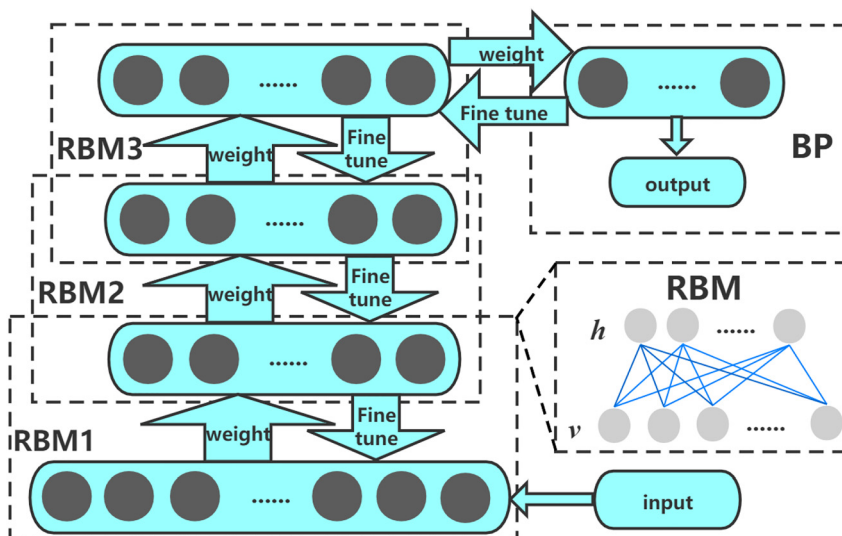 weight
......
......
Fine tune
RBM3
weight
Fine
tune
BP
output
......
RBM2
weight
Fine
tune
RBM
h
......
......
v
......
RBM1
weight
Fine
tune
......
input